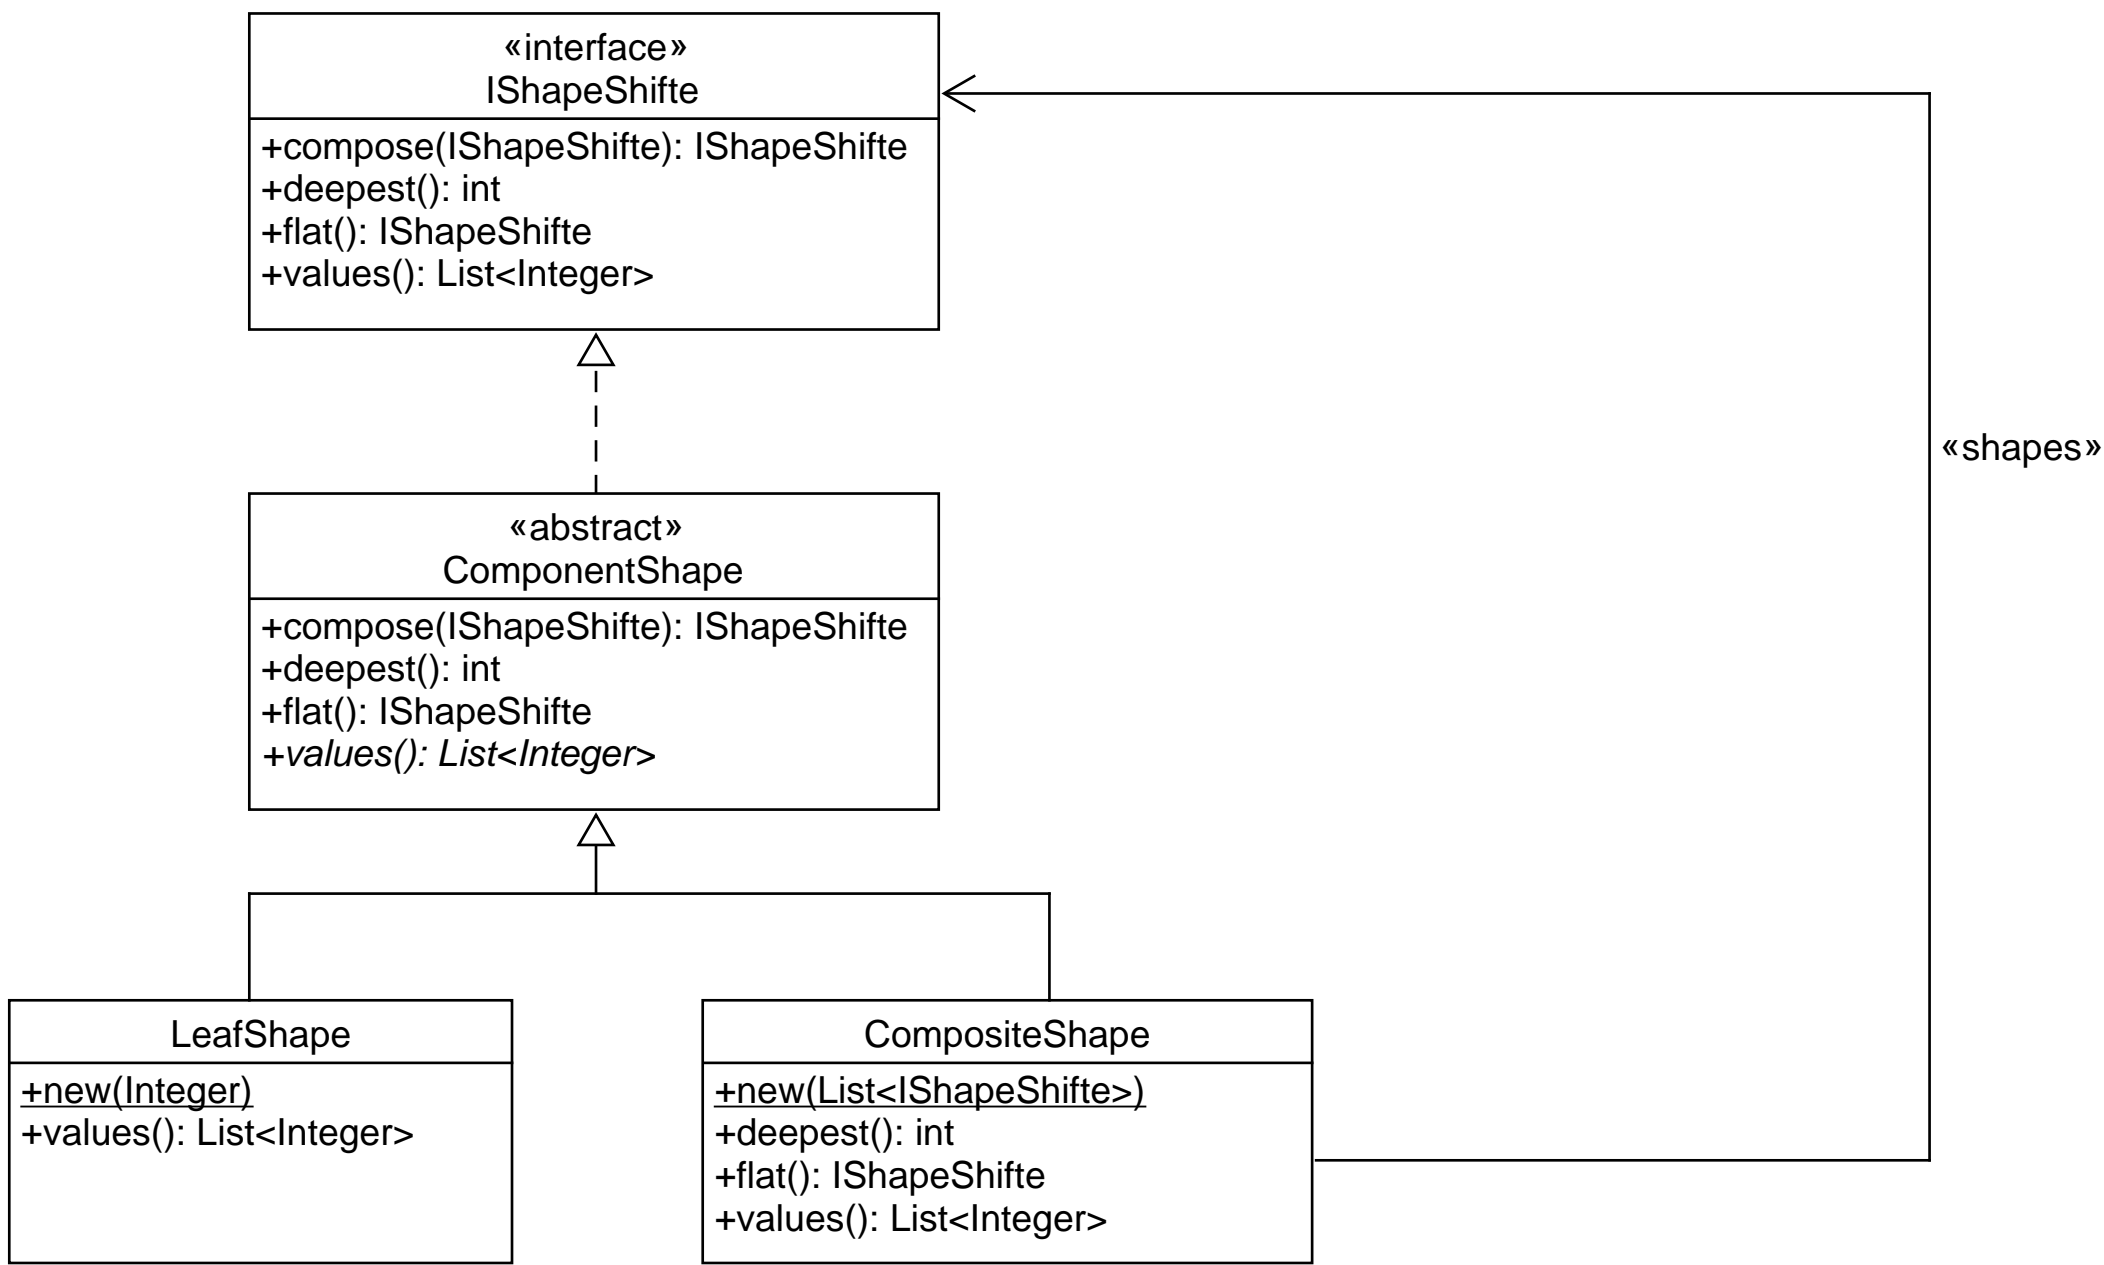 «interface»
IShapeShifte
+compose(IShapeShifte): IShapeShifte
+deepest(): int
+flat(): IShapeShifte
+values(): List<Integer>
«shapes»
«abstract»
ComponentShape
+compose(IShapeShifte): IShapeShifte
+deepest(): int
+flat(): IShapeShifte
+values(): List<Integer>
LeafShape
+new(Integer)
+values(): List<Integer>
CompositeShape
+new(List<IShapeShifte>)
+deepest(): int
+flat(): IShapeShifte
+values(): List<Integer>